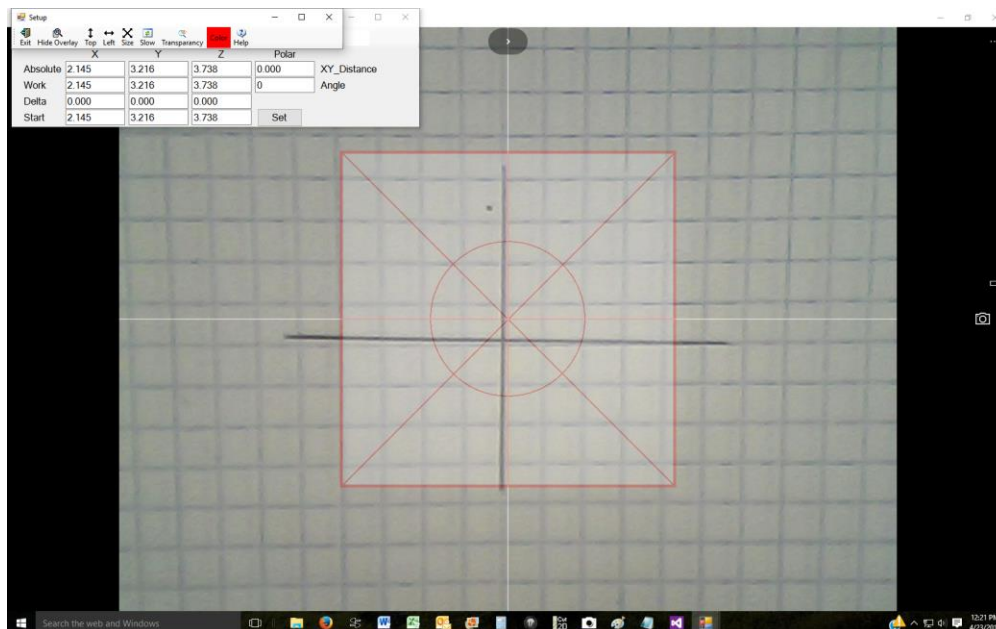 Setup
Exit Hide Overlay Top Left Size Slow Transparancy Color Help
X Y Z Polar
Absolute 2.145 3.216 3.738 0.000 XY_Distance
Work 2.145 3.216 3.738 0 Angle
Delta 0.000 0.000 0.000
Start 2.145 3.216 3.738 Set
Search the web and Windows
12:21 PM